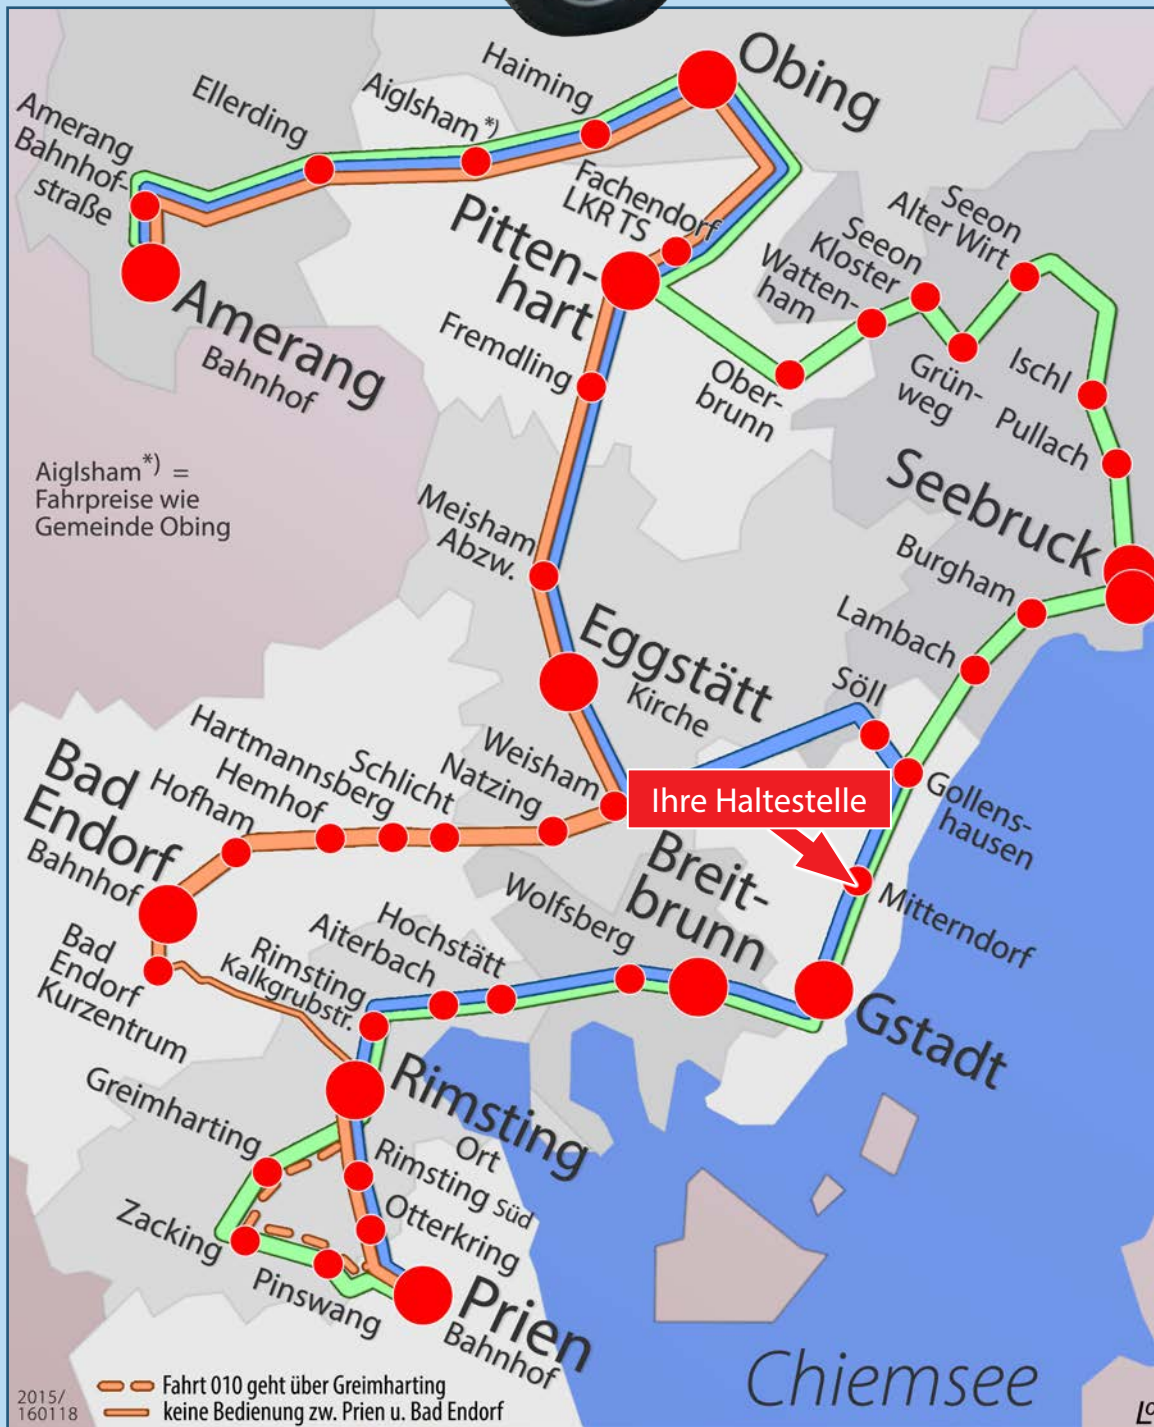 Obing
Haiming
Aiglsham*)
Ellerding
Amerang
Bahnhof-
straße
Fachendorf
LKR TS
Pitten-
hart
Amerang
Bahnhof
Seeon
Alter Wirt
Seeon
Kloster
Watten-
ham
Fremdling
Ober-
brunn
Grün-
weg
Ischl
Pullach
Seebruck
Aiglsham*) =
Fahrpreise wie
Gemeinde Obing
Meisham
Abzw.
Burgham
Lambach
Eggstätt
Kirche
Söll
Weisham
Natzing
Schlicht
Hartmannsberg
Hemhof
Hofham
Bad
Endorf
Bahnhof
Ihre Haltestelle
Gollens-
hausen
Breit-
brunn
Mitterndorf
Wolfsberg
Hochstätt
Aiterbach
Rimsting
Kalkgrubstr.
Bad
Endorf
Kurzentrum
Gstadt
Rimsting
Ort
Greimharting
Rimsting Süd
Otterkring
Zacking
Pinswang
Prien
Bahnhof
Chiemsee
Fahrt 010 geht über Greimharting
keine Bedienung zw. Prien u. Bad Endorf
2015/
160118